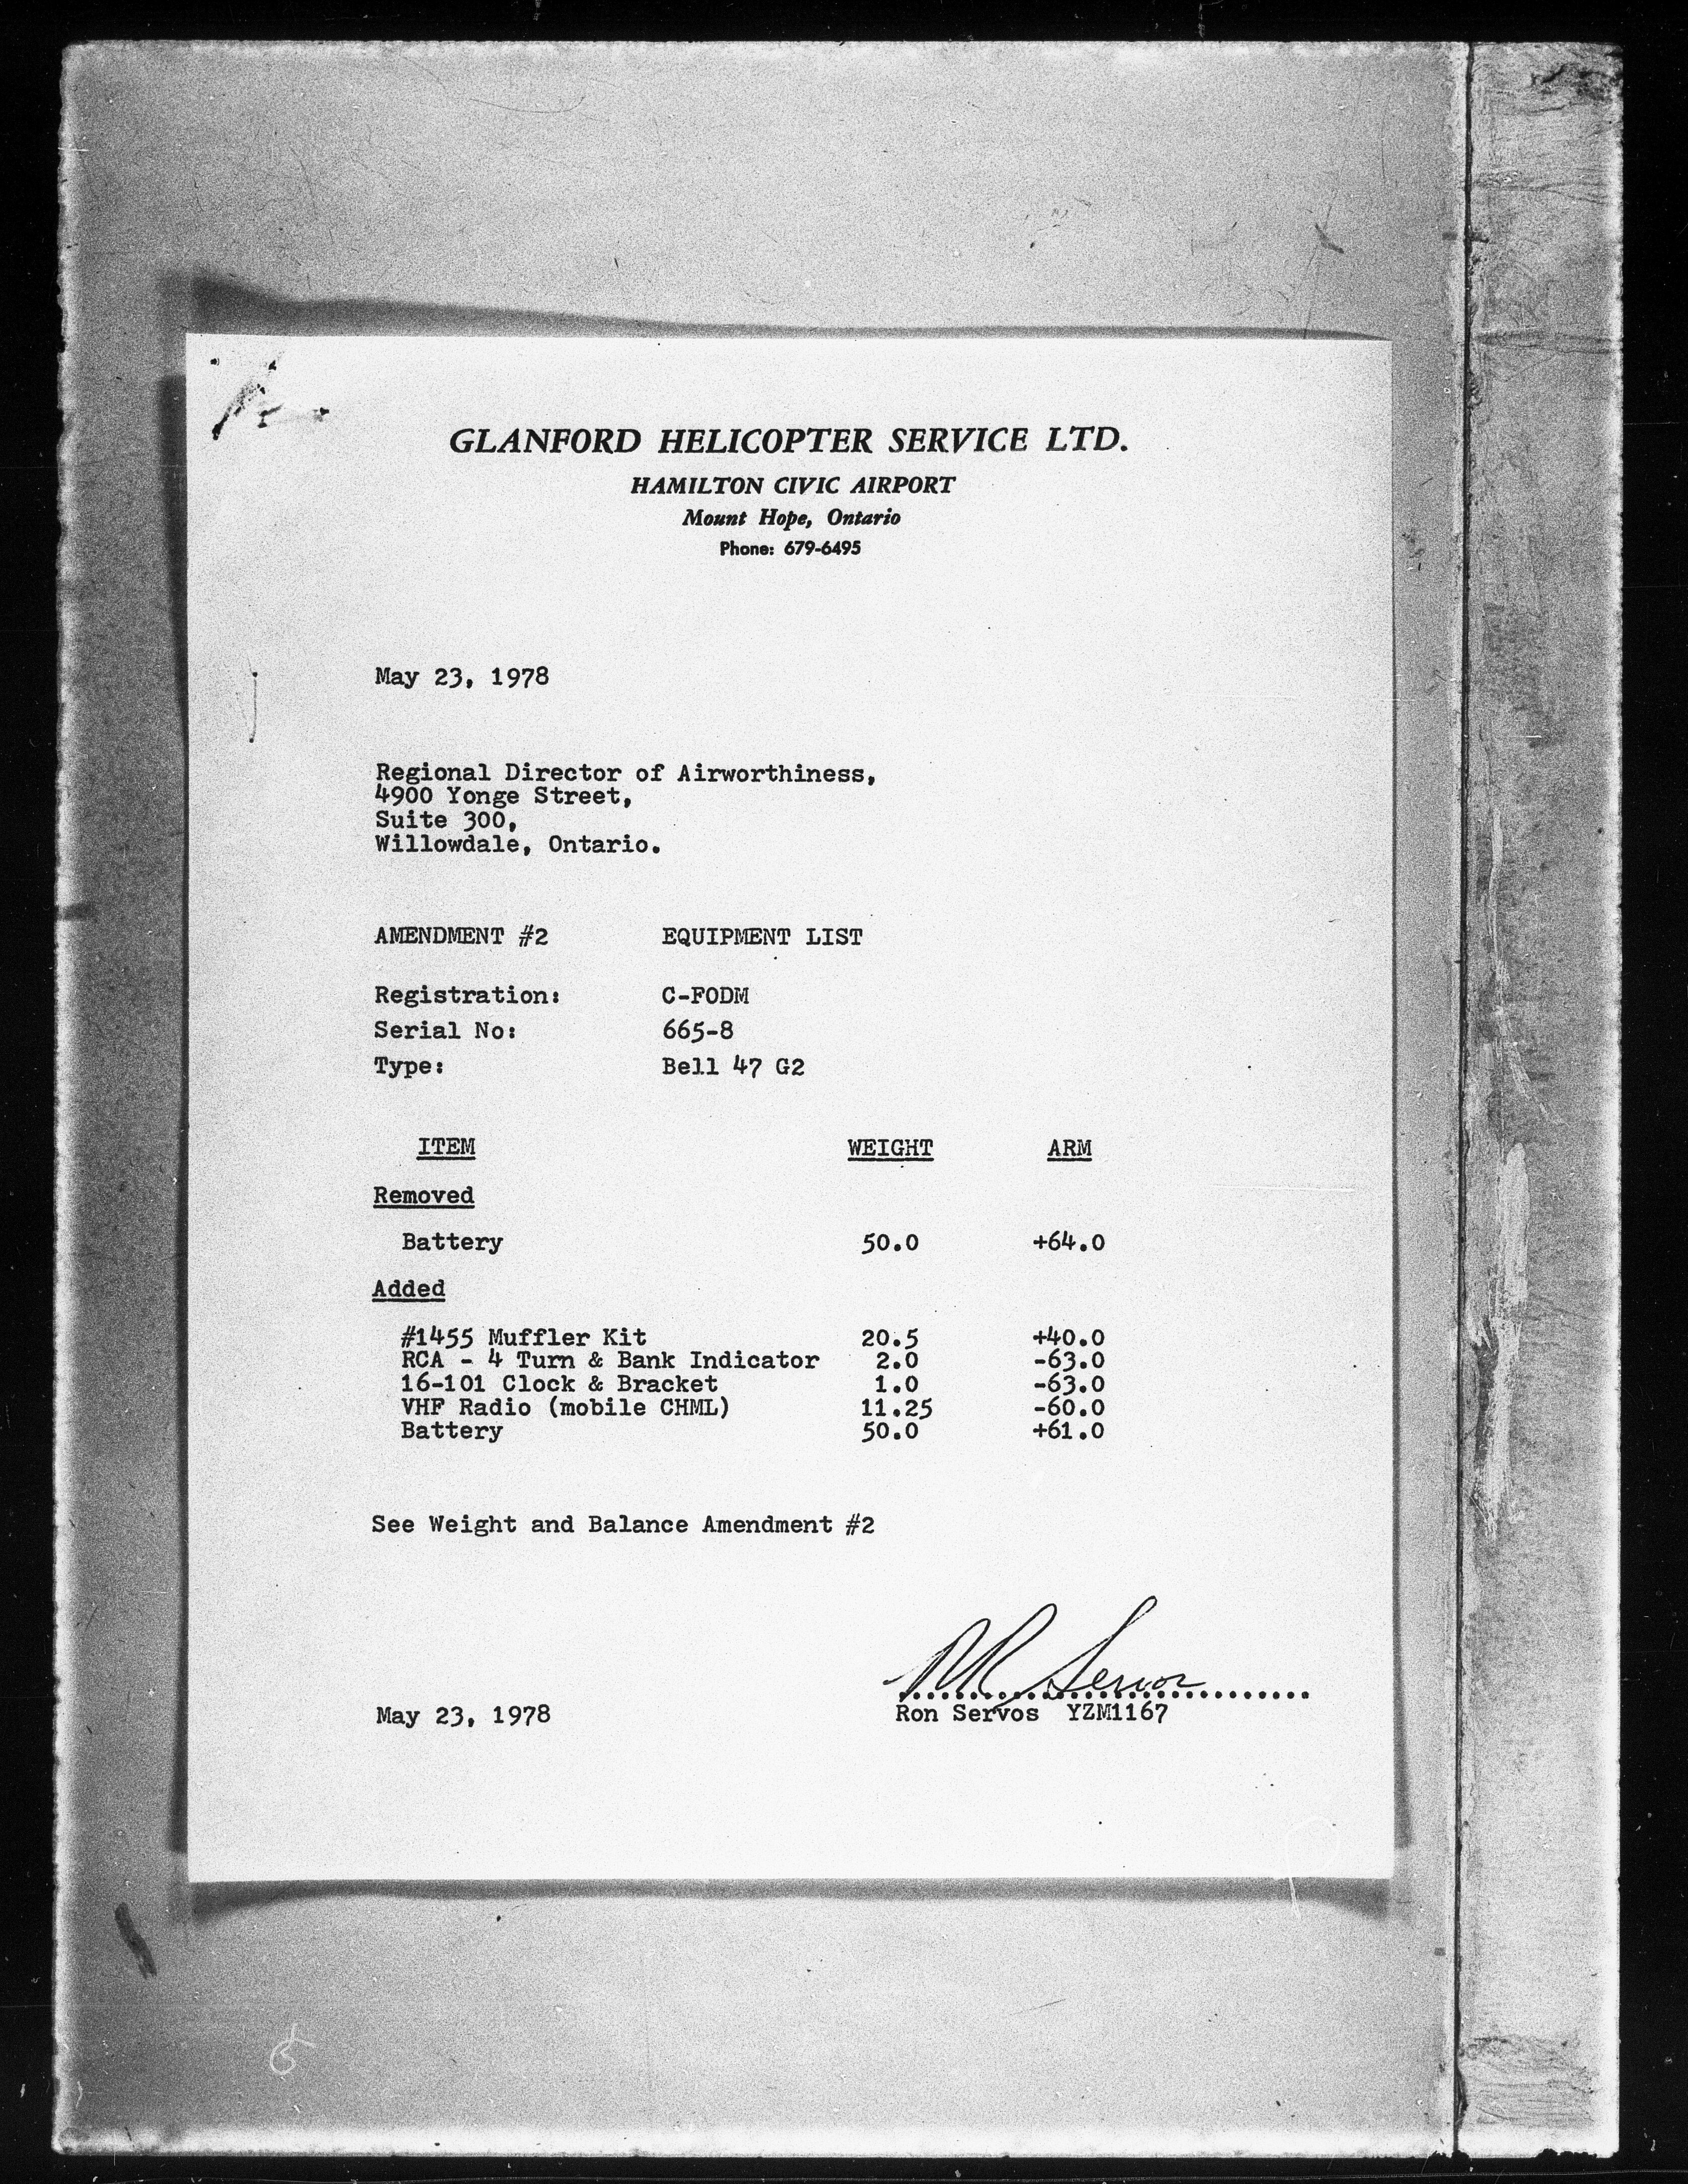 GLANFORD HELICOPTER SERVICE LTD.
HAMILTON CIVIC AIRPORT
Mount Hope, Ontario
Phone: 679-6495
May 23, 1978
Regional Director of Airworthiness,
4900 Yonge Street,
Suite 300,
Willowdale, Ontario.
AMENDMENT #2 EQUIPMENT LIST
Registration: C-FODM
Serial No: 665-8
Type: Bell 47 G2
ITEM WEIGHT ARM
Removed
Battery 50.0 +64.0
Added
#1455 Muffler Kit 20.5 +40.0
RCA - 4 Turn & Bank Indicator 2.0 -63.0
16-101 Clock & Bracket 1.0 -63.0
VHF Radio (mobile CHML) 11.25 -60.0
Battery 50.0 +61.0
See Weight and Balance Amendment #2
RR Servos
May 23, 1978 Ron Servos YZM1167